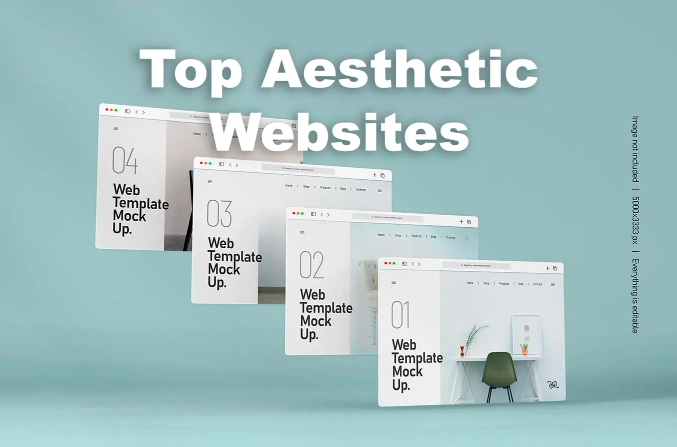 Top Aesthetic
Websites
04
Web
Template
Mock
Up.
03
Web
Template
Mock
Up.
02
Web
Template
Mock
Up.
01
Web
Template
Mock
Up.
Image not included | 5000x3333 px | Everything is editable